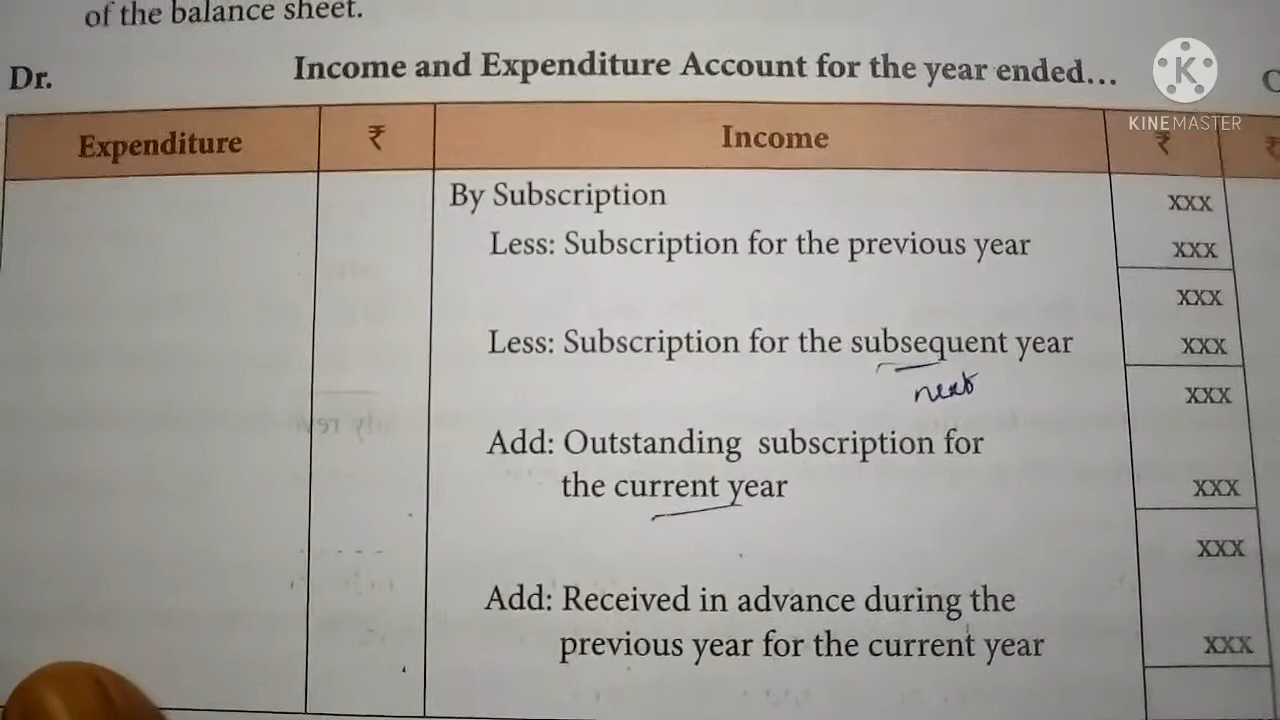 of the balance sheet.
Dr.
Income and Expenditure Account for the year ended...
C
K
KINEMASTER
Expenditure
₹
Income
₹
₹
By Subscription
xxx
Less: Subscription for the previous year
xxx
xxx
Less: Subscription for the subsequent year
xxx
next
xxx
Add: Outstanding subscription for
the current year
xxx
xxx
Add: Received in advance during the
previous year for the current year
xxx